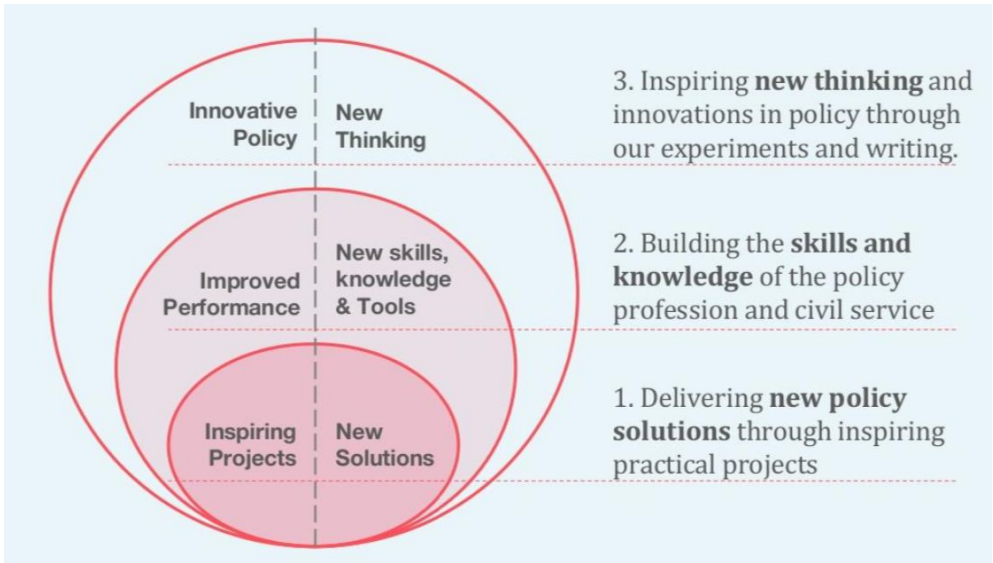 Innovative
Policy
New
Thinking
3. Inspiring new thinking and
innovations in policy through
our experiments and writing.
Improved
Performance
New skills,
knowledge
& Tools
2. Building the skills and
knowledge of the policy
profession and civil service
Inspiring
Projects
New
Solutions
1. Delivering new policy
solutions through inspiring
practical projects